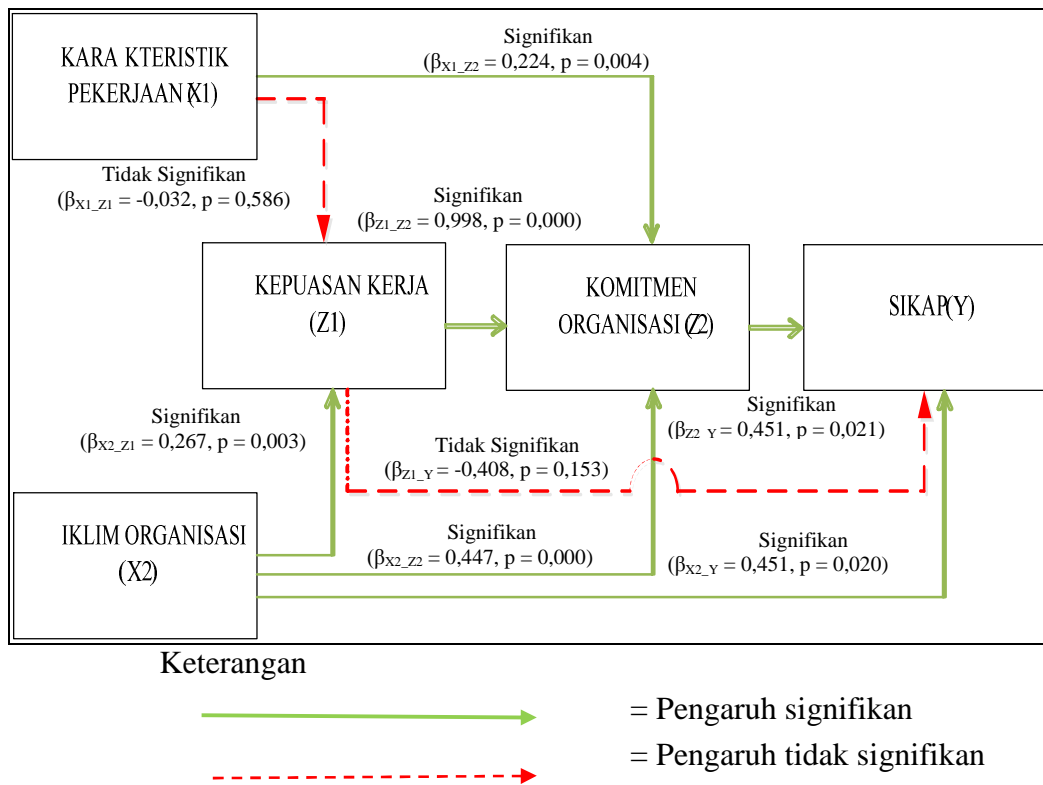 Signifikan
(βX1_Z2 = 0,224, p = 0,004)
KARA KTERISTIK
PEKERJAAN (X1)
Tidak Signifikan
(βX1_Z1 = -0,032, p = 0,586)
Signifikan
(βZ1_Z2 = 0,998, p = 0,000)
KEPUASAN KERJA
(Z1)
KOMITMEN
ORGANISASI (Z2)
SIKAP(Y)
Signifikan
(βX2_Z1 = 0,267, p = 0,003)
Tidak Signifikan
(βZ1_Y = -0,408, p = 0,153)
Signifikan
(βZ2_Y = 0,451, p = 0,021)
IKLIM ORGANISASI
(X2)
Signifikan
(βX2_Z2 = 0,447, p = 0,000)
Signifikan
(βX2_Y = 0,451, p = 0,020)
Keterangan
= Pengaruh signifikan
= Pengaruh tidak signifikan